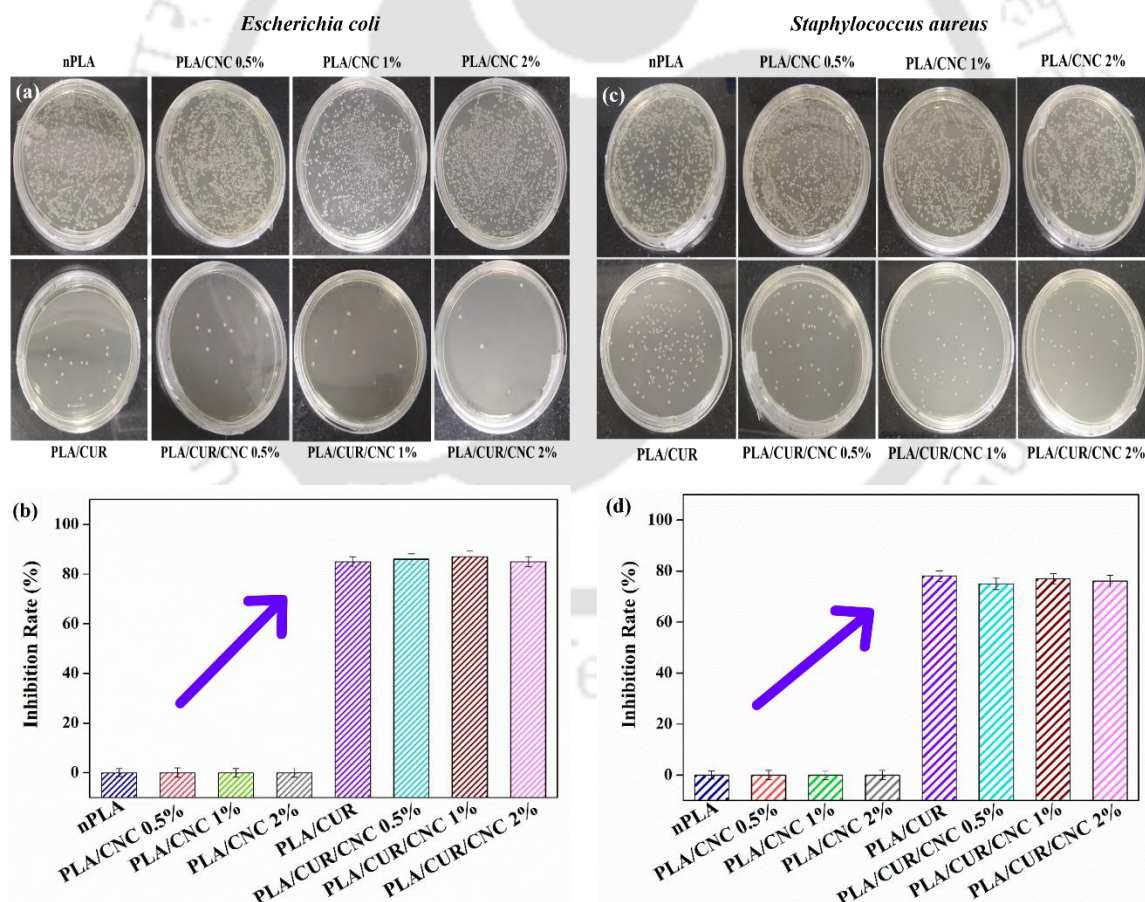 Escherichia coli
Staphylococcus aureus
nPLA
PLA/CNC 0.5%
PLA/CNC 1%
PLA/CNC 2%
nPLA
PLA/CNC 0.5%
PLA/CNC 1%
PLA/CNC 2%
(a)
(c)
PLA/CUR
PLA/CUR/CNC 0.5%
PLA/CUR/CNC 1%
PLA/CUR/CNC 2%
PLA/CUR
PLA/CUR/CNC 0.5%
PLA/CUR/CNC 1%
PLA/CUR/CNC 2%
(b)
Inhibition Rate (%)
100
80
60
40
20
0
nPLA
PLA/CNC 0.5%
PLA/CNC 1%
PLA/CNC 2%
PLA/CUR
PLA/CUR/CNC 0.5%
PLA/CUR/CNC 1%
PLA/CUR/CNC 2%
(d)
Inhibition Rate (%)
100
80
60
40
20
0
nPLA
PLA/CNC 0.5%
PLA/CNC 1%
PLA/CNC 2%
PLA/CUR
PLA/CUR/CNC 0.5%
PLA/CUR/CNC 1%
PLA/CUR/CNC 2%